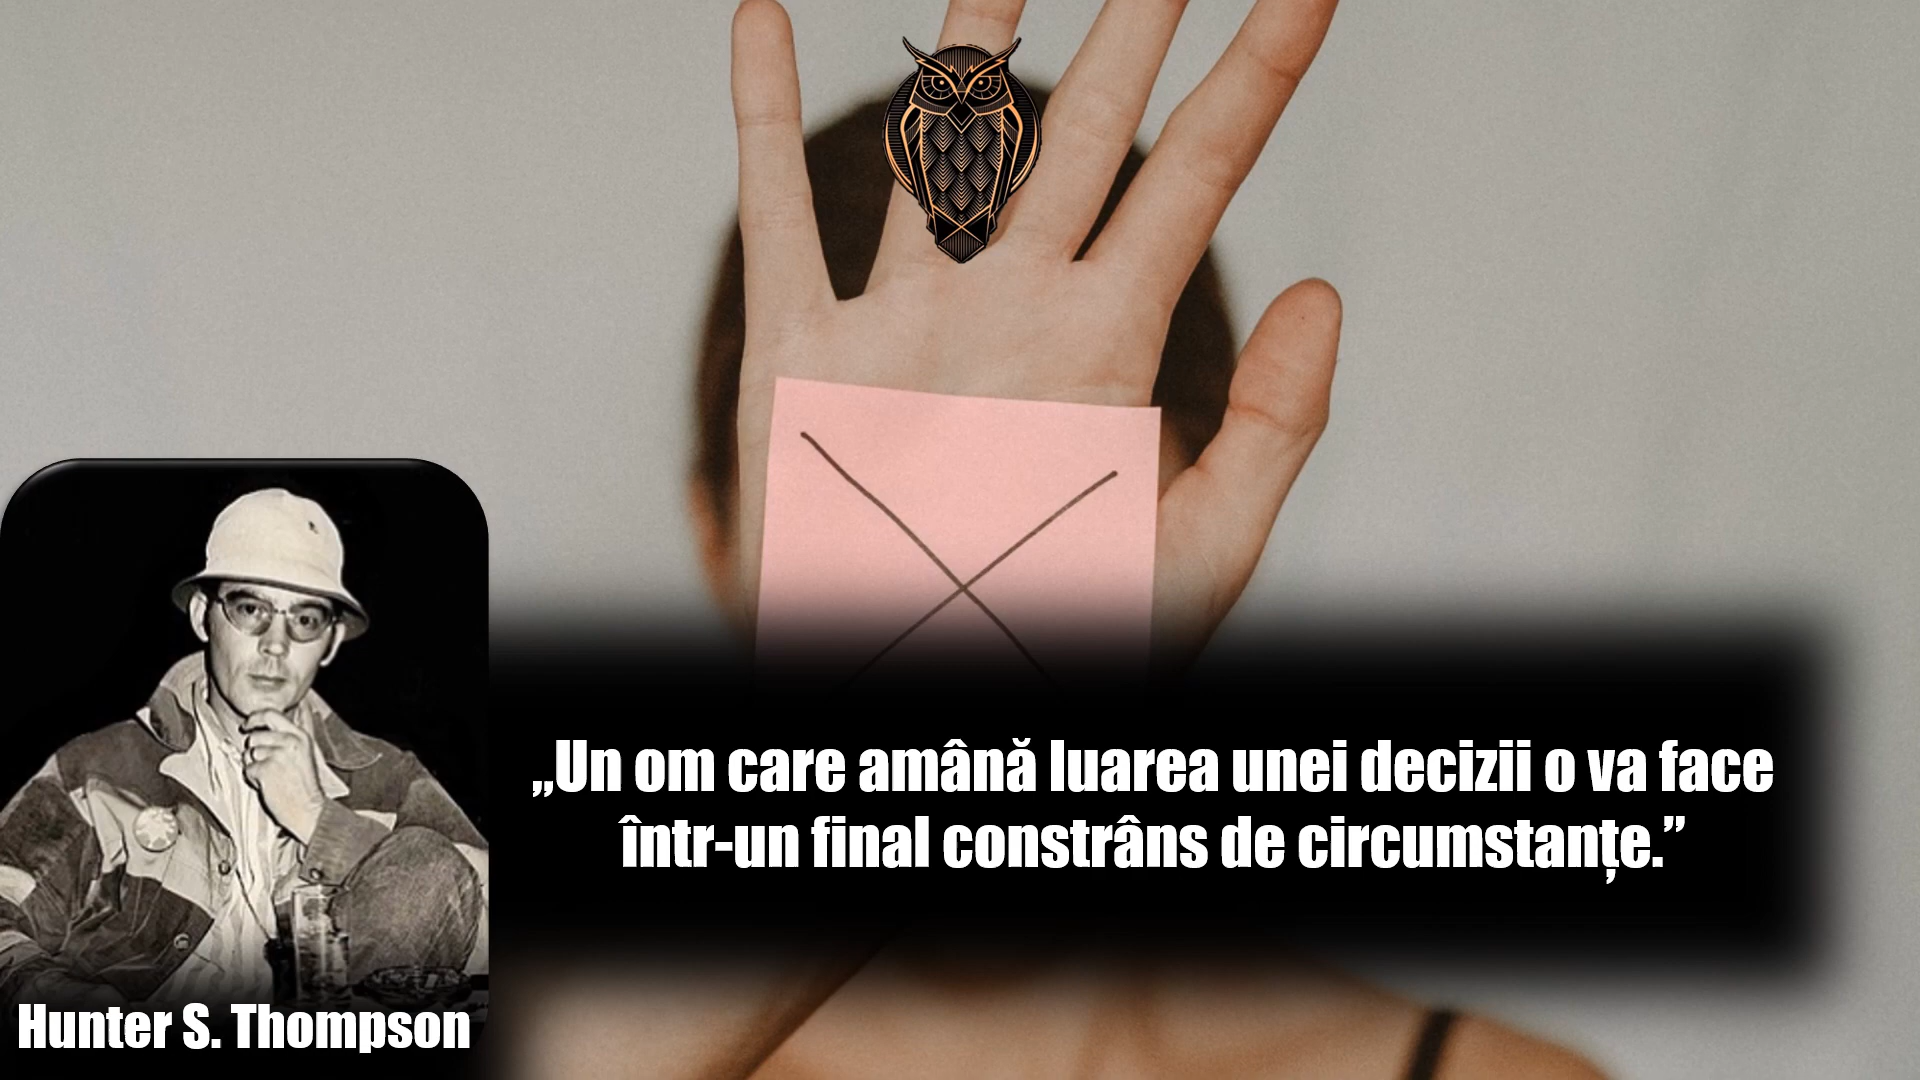 „Un om care amână luarea unei decizii o va face
într-un final constrâns de circumstanțe.”
Hunter S. Thompson